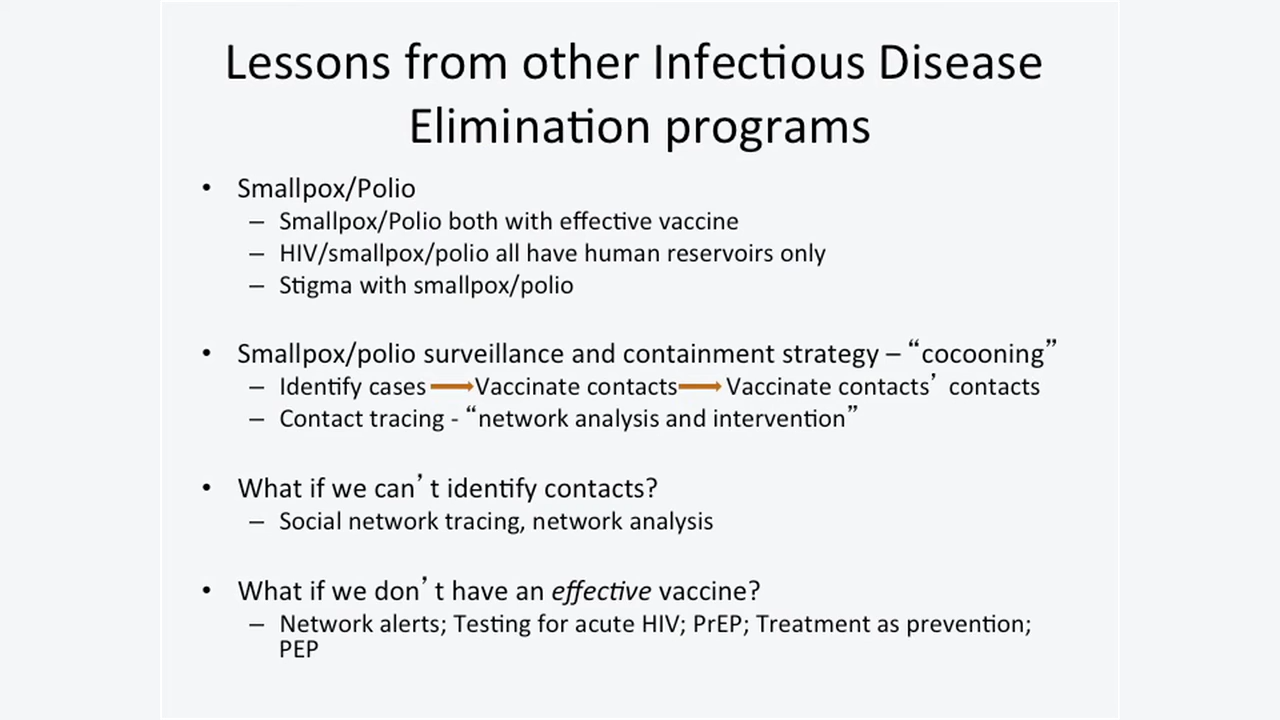 Lessons from other Infectious Disease
Elimination programs
• Smallpox/Polio
– Smallpox/Polio both with effective vaccine
– HIV/smallpox/polio all have human reservoirs only
– Stigma with smallpox/polio
• Smallpox/polio surveillance and containment strategy – “cocooning”
– Identify cases → Vaccinate contacts → Vaccinate contacts’ contacts
– Contact tracing - “network analysis and intervention”
• What if we can’t identify contacts?
– Social network tracing, network analysis
• What if we don’t have an effective vaccine?
– Network alerts; Testing for acute HIV; PrEP; Treatment as prevention;
PEP